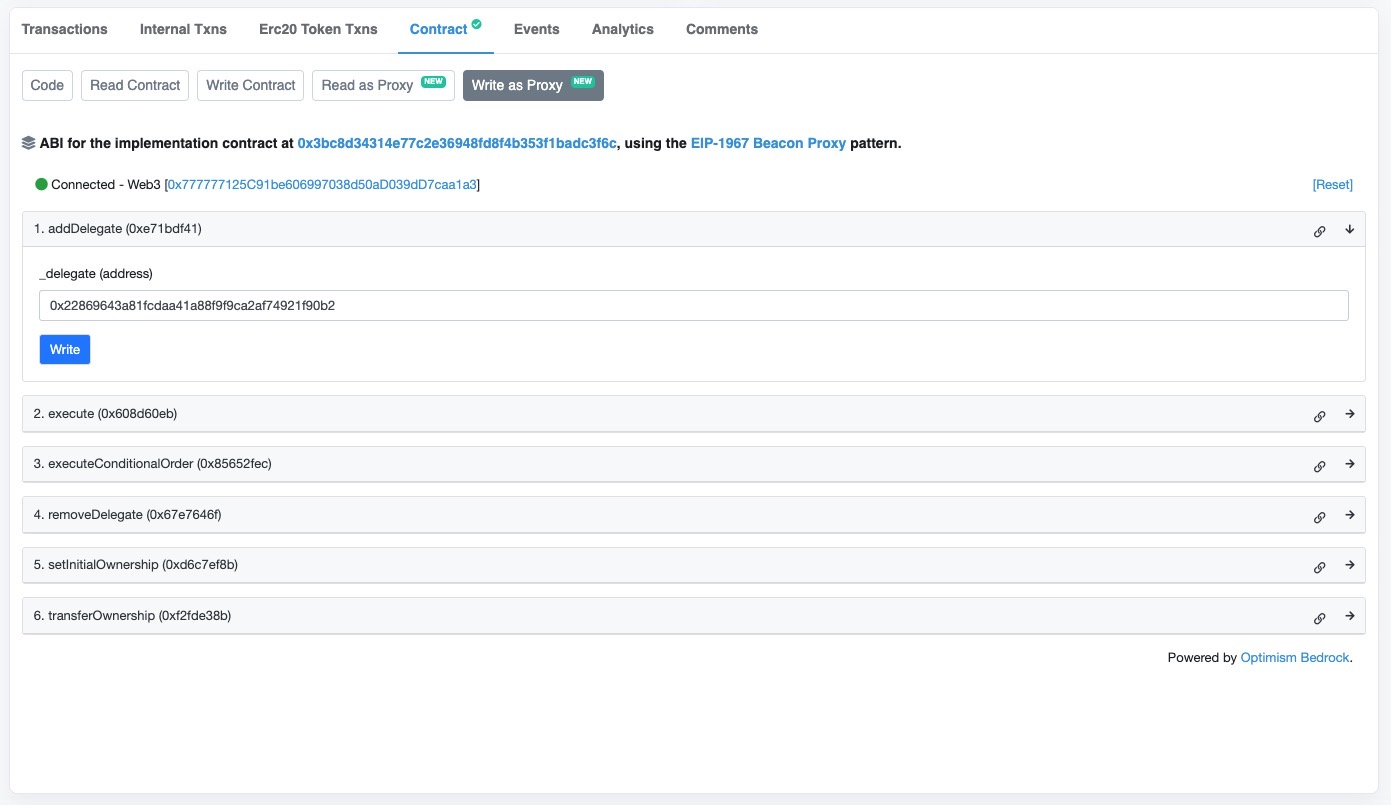 Transactions Internal Txns Erc20 Token Txns Contract Events Analytics Comments
Code Read Contract Write Contract Read as Proxy NEW Write as Proxy NEW
ABI for the implementation contract at 0x3bc8d34314e77c2e36948fd8f4b353f1badc3f6c, using the EIP-1967 Beacon Proxy pattern.
Connected - Web3 [0x777777125C91be606997038d50aD039dD7caa1a3] [Reset]
1. addDelegate (0xe71bdf41)
_delegate (address)
0x22869643a81fcdaa41a88f9f9ca2af74921f90b2
Write
2. execute (0x608d60eb)
3. executeConditionalOrder (0x85652fec)
4. removeDelegate (0x67e7646f)
5. setInitialOwnership (0xd6c7ef8b)
6. transferOwnership (0xf2fde38b)
Powered by Optimism Bedrock.